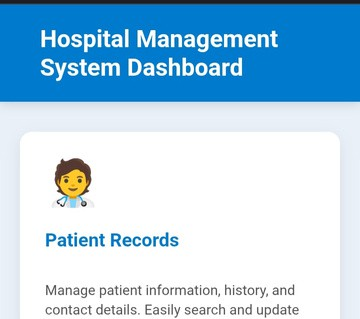 Hospital Management
System Dashboard
Patient Records
Manage patient information, history, and
contact details. Easily search and update